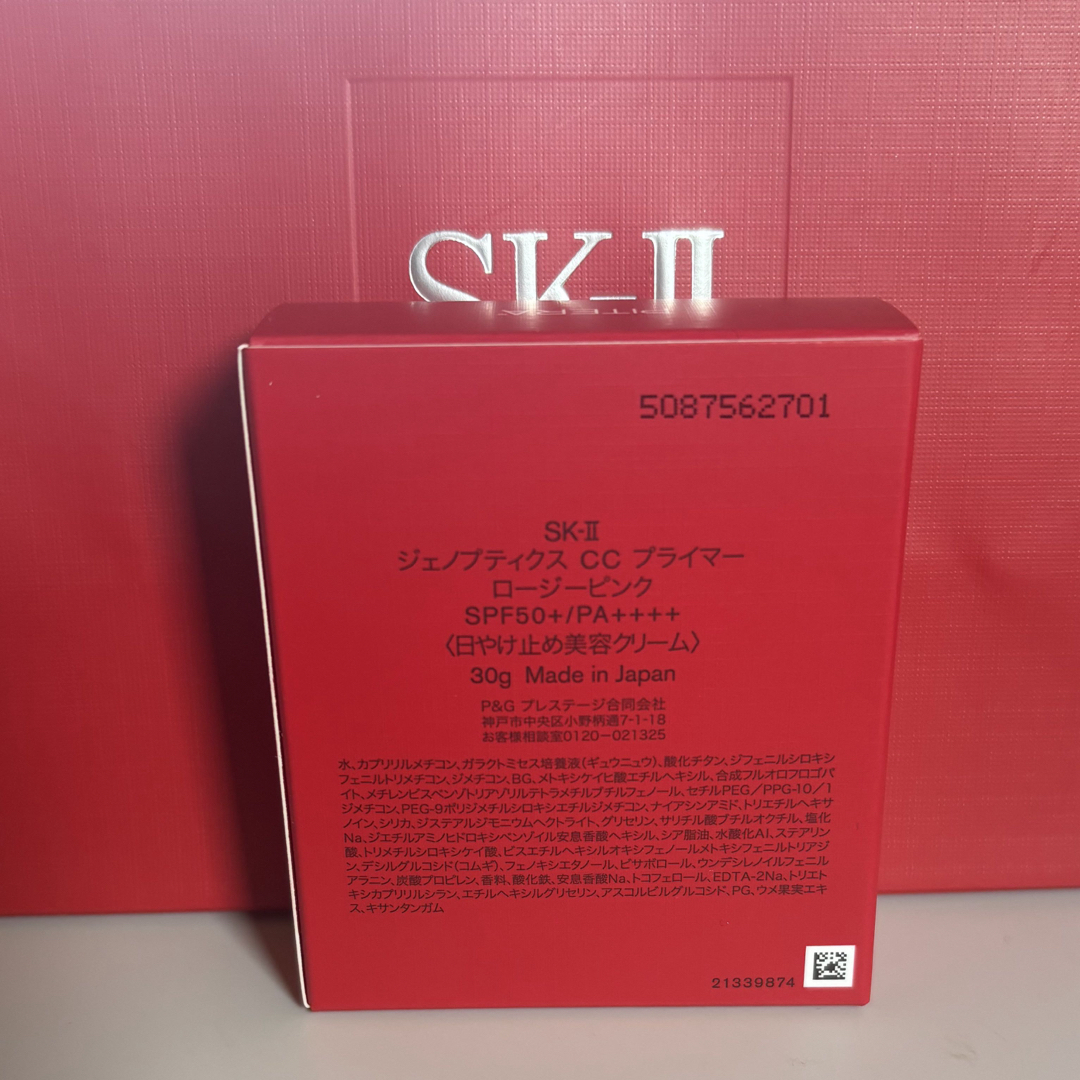 SK-II
5087562701
SK-II
ジェノプティクス CC プライマー
ロージーピンク
SPF50+/PA++++
〈日やけ止め美容クリーム〉
30g Made in Japan
P&G プレステージ合同会社
神戸市中央区小野柄通7-1-18
お客様相談室0120-021325
水、カプリリルメチコン、ガラクトミセス培養液(ギュウニュウ)、酸化チタン、ジフェニルシロキシ
フェニルトリメチコン、ジメチコン、BG、メトキシケイヒ酸エチルヘキシル、合成フルオロフロゴパ
イト、メチレンビスベンゾトリアゾリルテトラメチルブチルフェノール、セチルPEG/PPG-10/1
ジメチコン、PEG-9ポリジメチルシロキシエチルジメチコン、ナイアシンアミド、トリエチルヘキサ
ノイン、シリカ、ジステアルジモニウムヘクトライト、グリセリン、サリチル酸ブチルオクチル、塩化
Na、ジエチルアミノヒドロキシベンゾイル安息香酸ヘキシル、シア脂油、水酸化Al、ステアリン
酸、トリメチルシロキシケイ酸、ビスエチルヘキシルオキシフェノールメトキシフェニルトリアジ
ン、デシルグルコシド(コムギ)、フェノキシエタノール、ビサボロール、ウンデシレノイルフェニル
アラニン、炭酸プロピレン、香料、酸化鉄、安息香酸Na、トコフェロール、EDTA-2Na、トリエト
キシカプリリルシラン、エチルヘキシルグリセリン、アスコルビルグルコシド、PG、ウメ果実エキ
ス、キサンタンガム
21339874